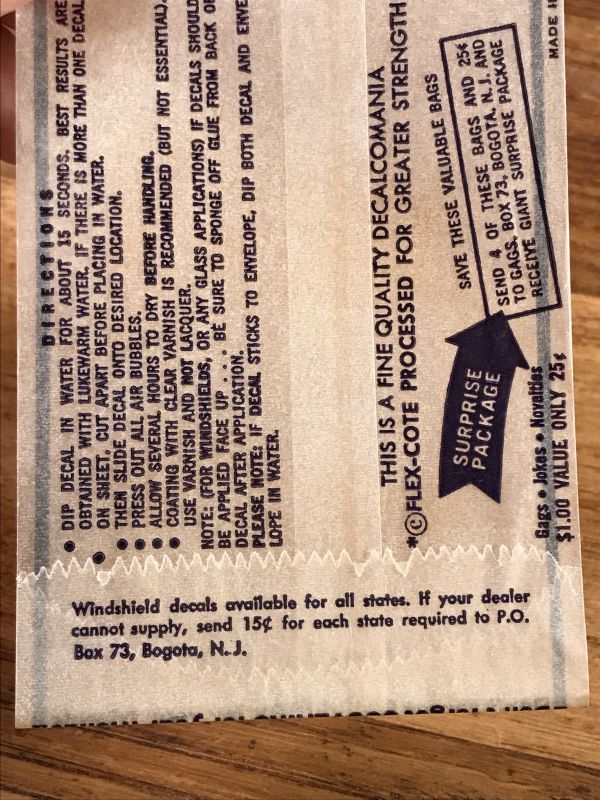 DIRECTIONS
● DIP DECAL IN WATER FOR ABOUT 15 SECONDS. BEST RESULTS ARE
OBTAINED WITH LUKEWARM WATER. IF THERE IS MORE THAN ONE DECAL
ON SHEET, CUT APART BEFORE PLACING IN WATER.
● THEN SLIDE DECAL ONTO DESIRED LOCATION.
● PRESS OUT ALL AIR BUBBLES.
● ALLOW SEVERAL HOURS TO DRY BEFORE HANDLING.
● COATING WITH CLEAR VARNISH IS RECOMMENDED (BUT NOT ESSENTIAL).
USE VARNISH AND NOT LACQUER.
NOTE: (FOR WINDSHIELDS, OR ANY GLASS APPLICATIONS) IF DECALS SHOULD
BE APPLIED FACE UP . . . BE SURE TO SPONGE OFF GLUE FROM BACK OF
DECAL AFTER APPLICATION.
PLEASE NOTE: IF DECAL STICKS TO ENVELOPE, DIP BOTH DECAL AND ENVE
LOPE IN WATER.
THIS IS A FINE QUALITY DECALCOMANIA
*©FLEX-COTE PROCESSED FOR GREATER STRENGTH
SAVE THESE VALUABLE BAGS
SURPRISE
PACKAGE
SEND 4 OF THESE BAGS AND 25¢
TO GAGS, BOX 73, BOGOTA, N.J. AND
RECEIVE GIANT SURPRISE PACKAGE
Gags ● Jokes ● Novelties
$1.00 VALUE ONLY 25¢
MADE
Windshield decals available for all states. If your dealer
cannot supply, send 15¢ for each state required to P.O.
Box 73, Bogota, N.J.